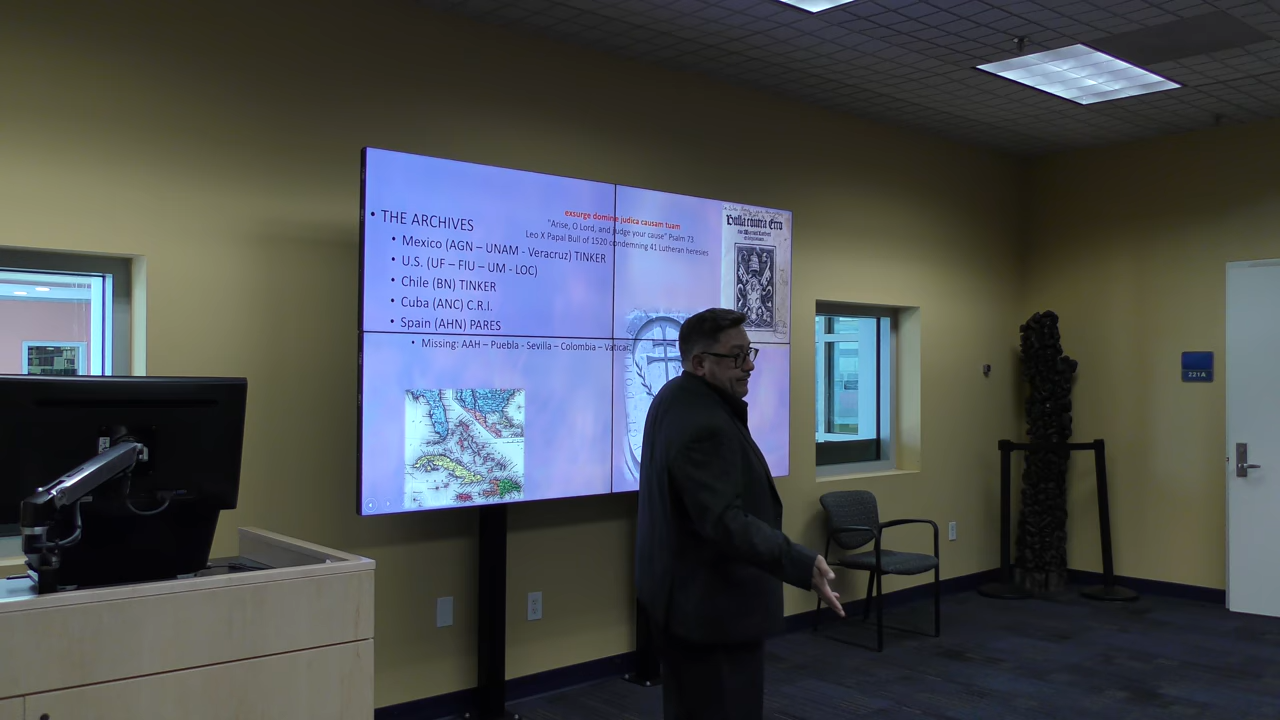 • THE ARCHIVES
• Mexico (AGN – UNAM - Veracruz) TINKER
• U.S. (UF – FIU – UM - LOC)
• Chile (BN) TINKER
• Cuba (ANC) C.R.I.
• Spain (AHN) PARES
• Missing: AAH – Puebla - Sevilla – Colombia – Vatican
exsurge domine judica causam tuam
"Arise, O Lord, and judge your cause" Psalm 73
Leo X Papal Bull of 1520 condemning 41 Lutheran heresies
Bulla contra Erro
221A